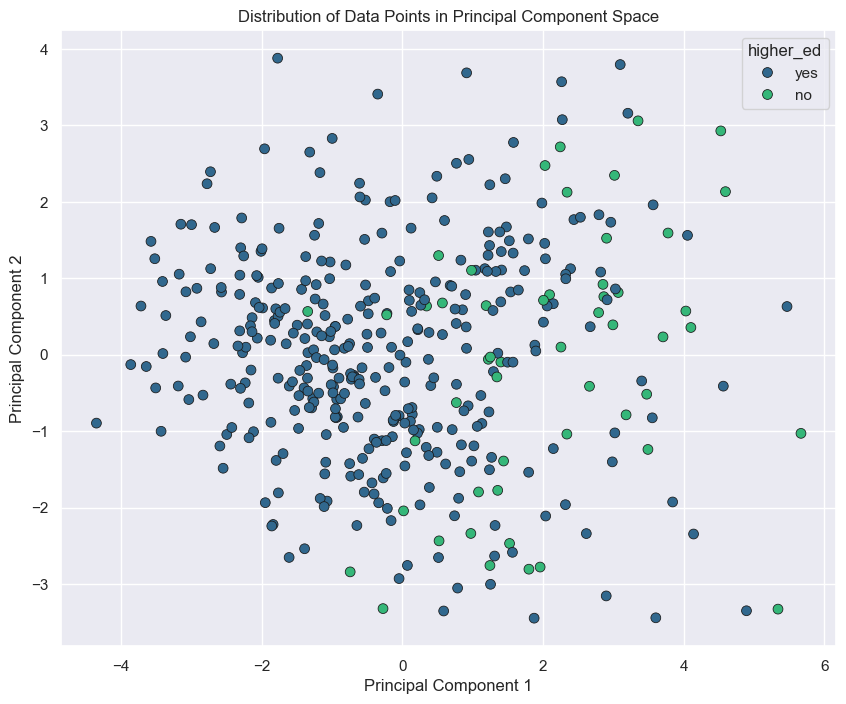 Distribution of Data Points in Principal Component Space
higher_ed
yes
no
4
3
2
1
0
−1
−2
−3
Principal Component 2
−4
−2
0
2
4
6
Principal Component 1